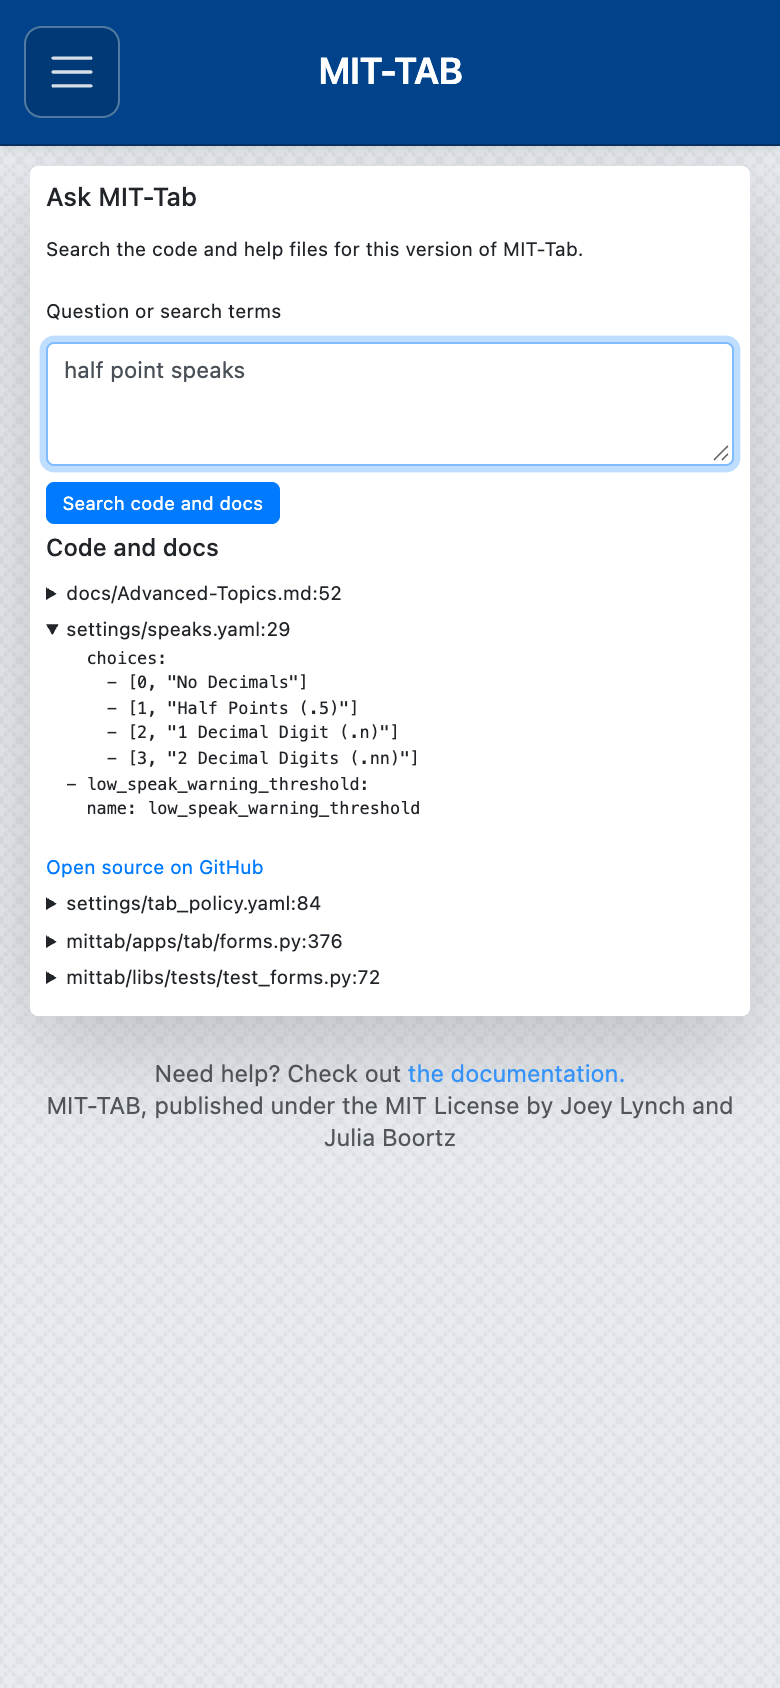 MIT-TAB
Ask MIT-Tab
Search the code and help files for this version of MIT-Tab.
Question or search terms
half point speaks
Search code and docs
Code and docs
docs/Advanced-Topics.md:52
settings/speaks.yaml:29
choices:
- [0, "No Decimals"]
- [1, "Half Points (.5)"]
- [2, "1 Decimal Digit (.n)"]
- [3, "2 Decimal Digits (.nn)"]
- low_speak_warning_threshold:
name: low_speak_warning_threshold
Open source on GitHub
settings/tab_policy.yaml:84
mittab/apps/tab/forms.py:376
mittab/libs/tests/test_forms.py:72
Need help? Check out the documentation.
MIT-TAB, published under the MIT License by Joey Lynch and
Julia Boortz